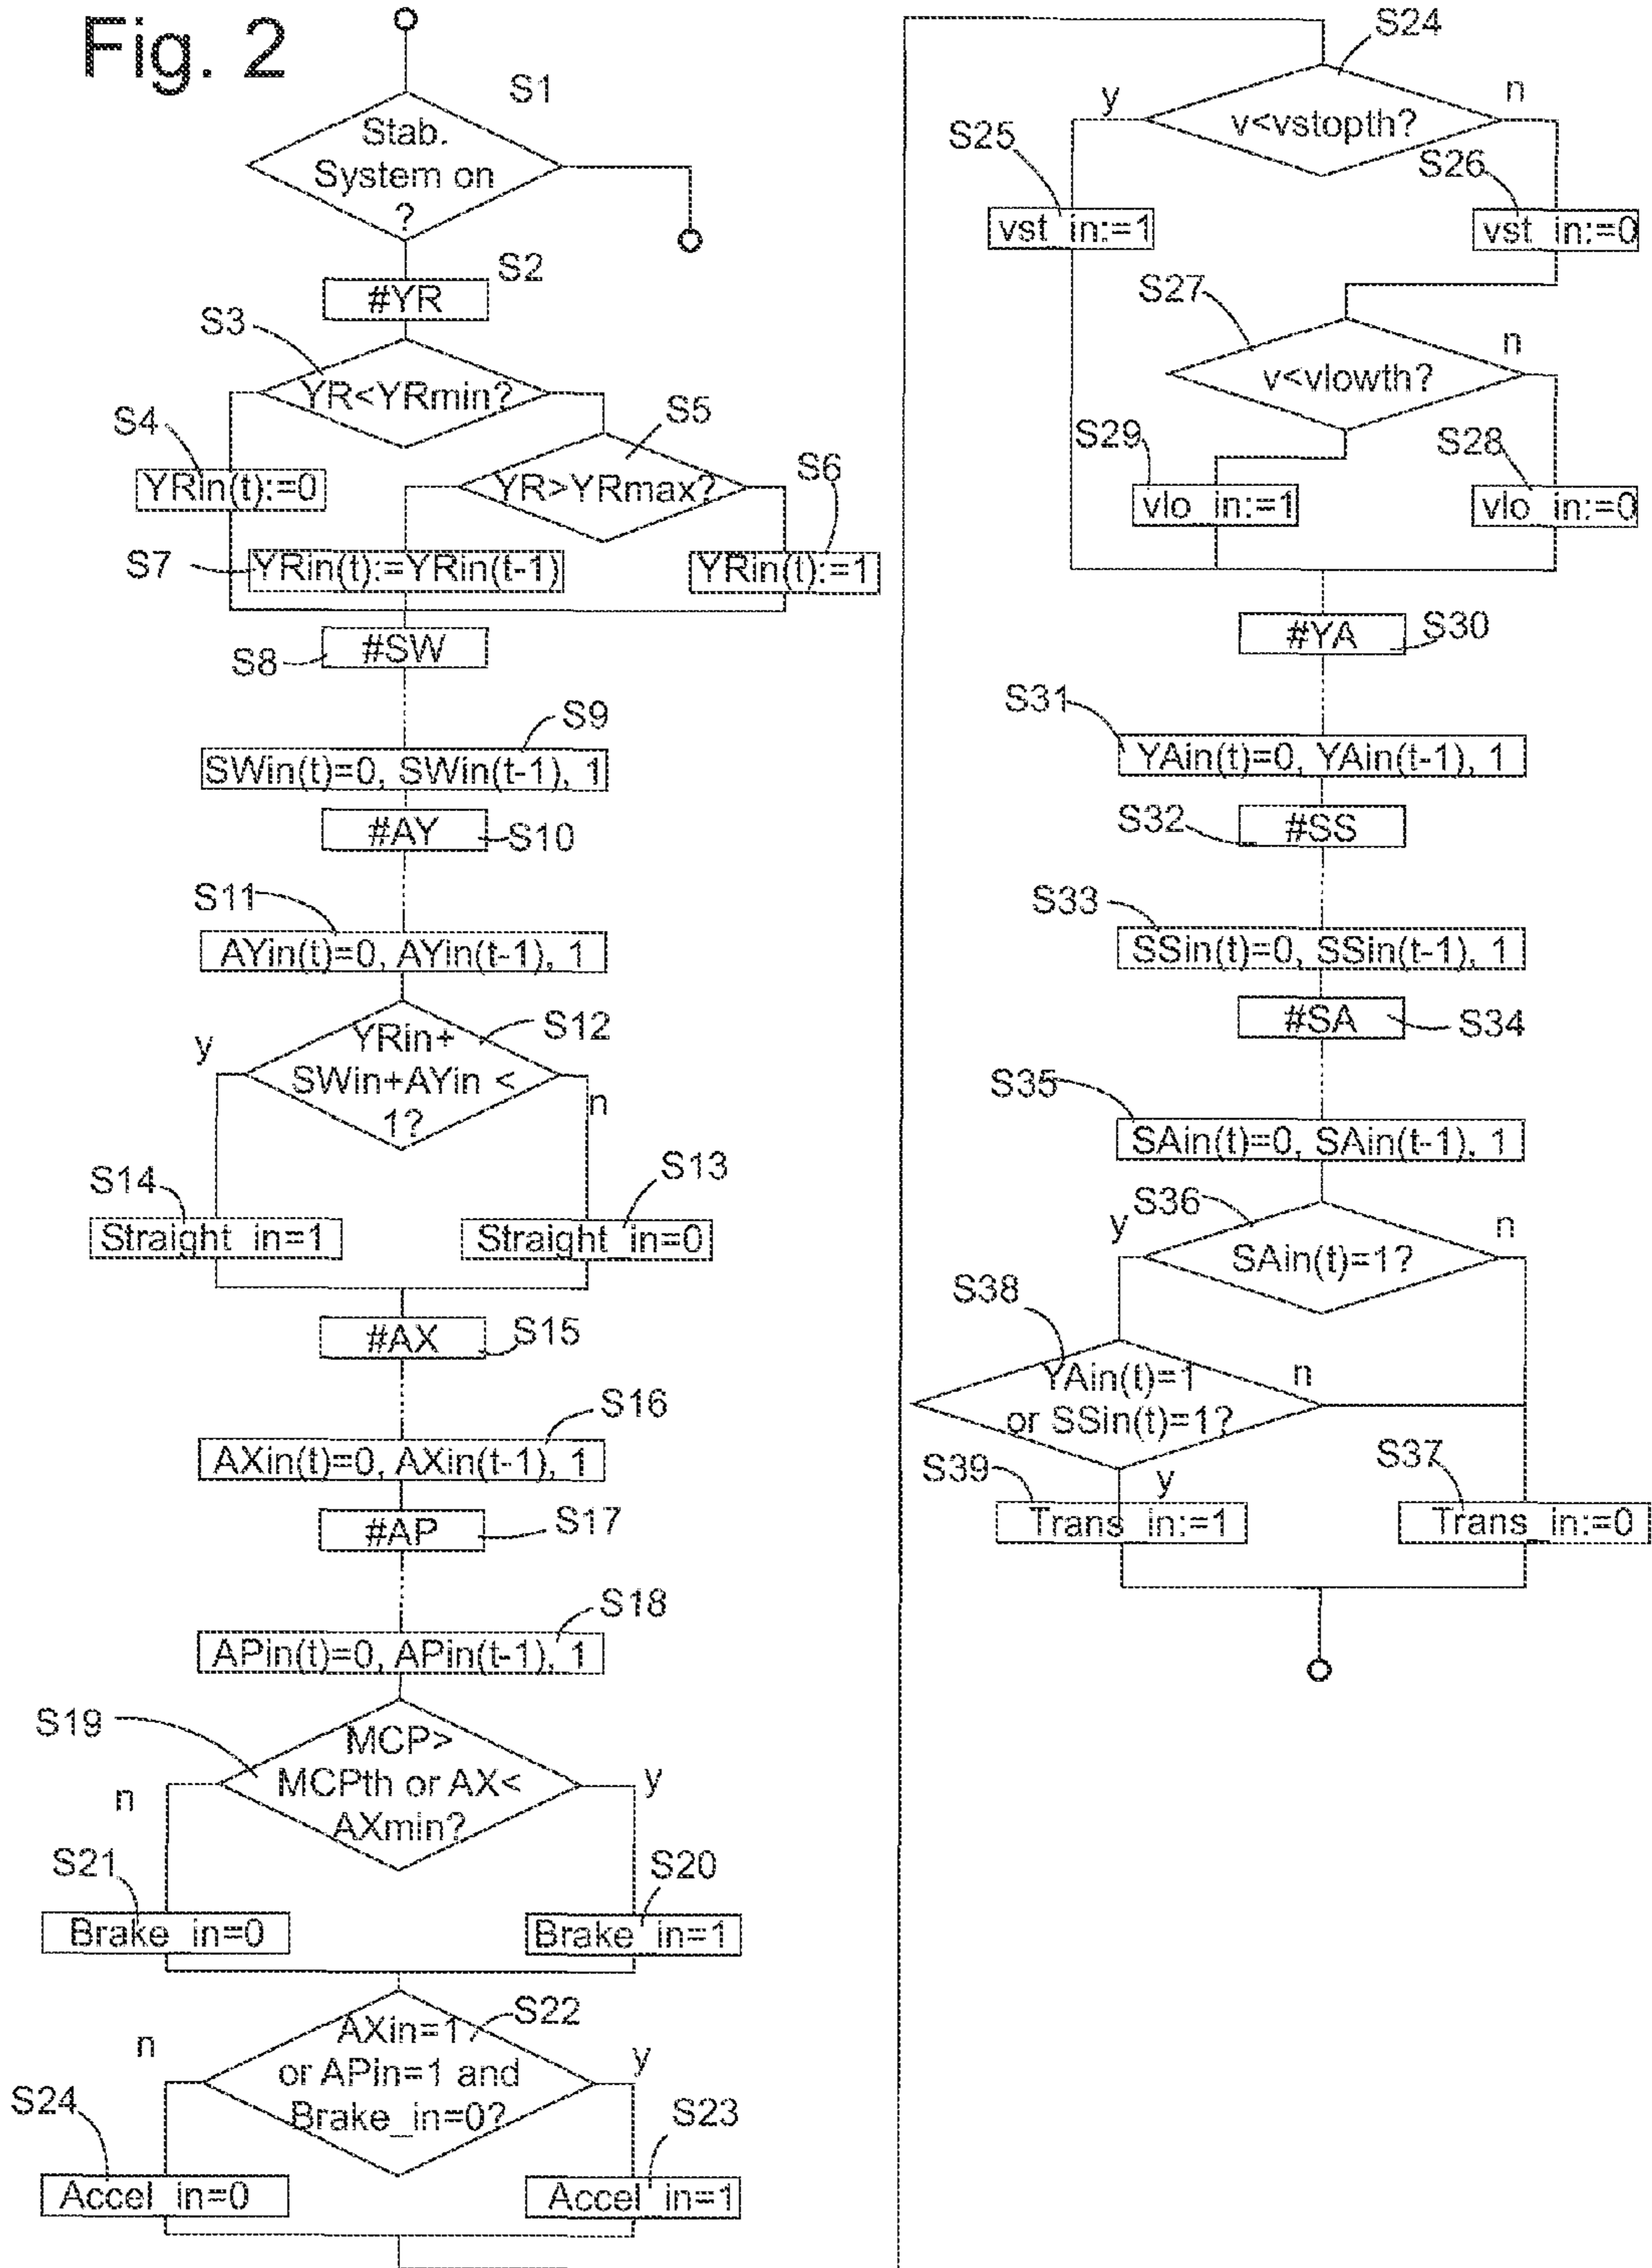 Fig. 2
S1
Stab.
System on
?
S2
#YR
S3
YR<YRmin?
S4
YRin(t):=0
S5
YR>YRmax?
S6
YRin(t):=1
S7
YRin(t):=YRin(t-1)
#SW
S8
S9
SWin(t)=0, SWin(t-1), 1
#AY
S10
S11
AYin(t)=0, AYin(t-1), 1
S12
YRin+
SWin+AYin <
1?
y
n
S14
Straight_in=1
S13
Straight_in=0
#AX
S15
S16
AXin(t)=0, AXin(t-1), 1
#AP
S17
S18
APin(t)=0, APin(t-1), 1
S19
MCP>
MCPth or AX<
AXmin?
n
y
S21
Brake_in=0
S20
Brake_in=1
S22
AXin=1
or APin=1 and
Brake_in=0?
n
y
S24
Accel_in=0
S23
Accel_in=1
S24
v<vstopth?
y
n
S25
vst_in:=1
S26
vst_in:=0
S27
v<vlowth?
n
S29
vlo_in:=1
S28
vlo_in:=0
#YA
S30
S31
YAin(t)=0, YAin(t-1), 1
S32
#SS
S33
SSin(t)=0, SSin(t-1), 1
#SA
S34
S35
SAin(t)=0, SAin(t-1), 1
S36
y
n
SAin(t)=1?
S38
YAin(t)=1
or SSin(t)=1?
n
y
S39
Trans_in:=1
S37
Trans_in:=0